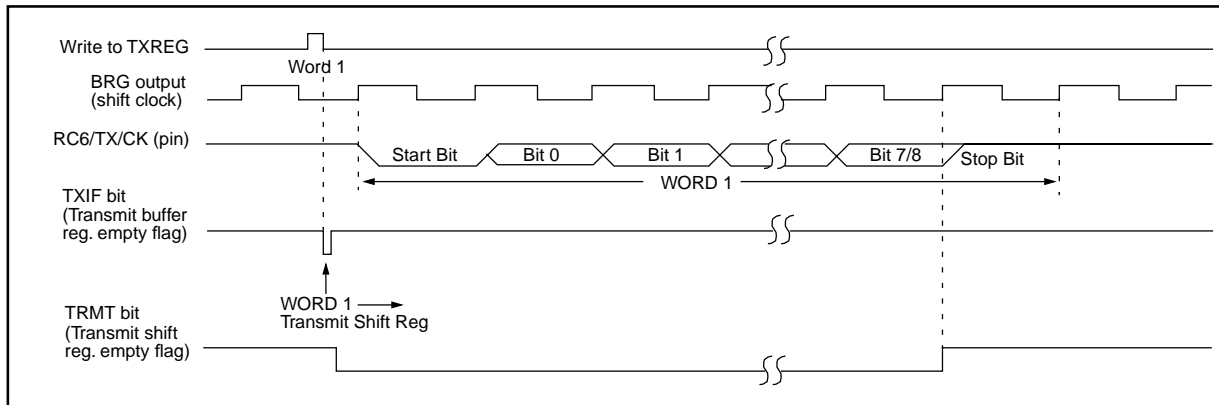 Write to TXREG
Word 1
BRG output
(shift clock)
RC6/TX/CK (pin)
Start Bit
Bit 0
Bit 1
Bit 7/8
Stop Bit
WORD 1
TXIF bit
(Transmit buffer
reg. empty flag)
WORD 1
Transmit Shift Reg
TRMT bit
(Transmit shift
reg. empty flag)